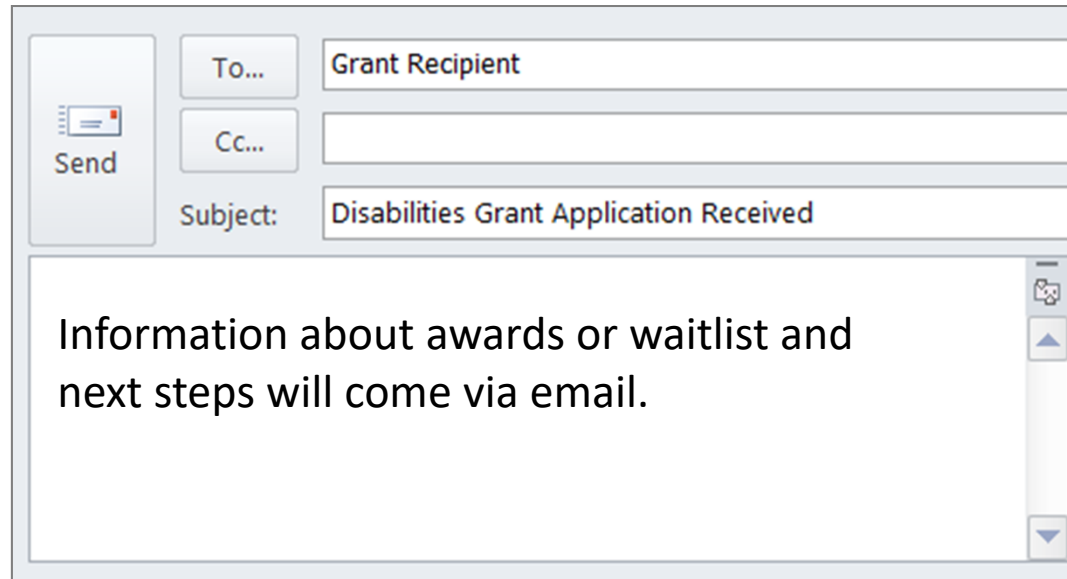 To...
Grant Recipient
Send
Cc...
Subject:
Disabilities Grant Application Received
Information about awards or waitlist and
next steps will come via email.